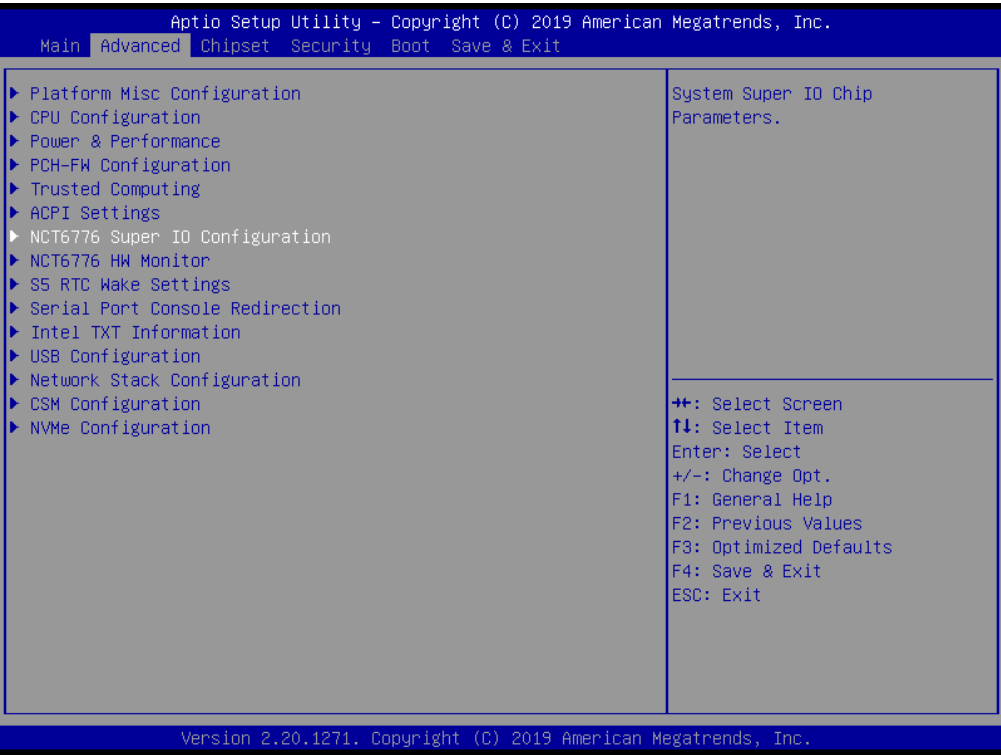 Aptio Setup Utility – Copyright (C) 2019 American Megatrends, Inc.
Main Advanced Chipset Security Boot Save & Exit
Platform Misc Configuration
CPU Configuration
Power & Performance
PCH-FW Configuration
Trusted Computing
ACPI Settings
NCT6776 Super IO Configuration
NCT6776 HW Monitor
S5 RTC Wake Settings
Serial Port Console Redirection
Intel TXT Information
USB Configuration
Network Stack Configuration
CSM Configuration
NVMe Configuration
System Super IO Chip
Parameters.
→←: Select Screen
↑↓: Select Item
Enter: Select
+/-: Change Opt.
F1: General Help
F2: Previous Values
F3: Optimized Defaults
F4: Save & Exit
ESC: Exit
Version 2.20.1271. Copyright (C) 2019 American Megatrends, Inc.